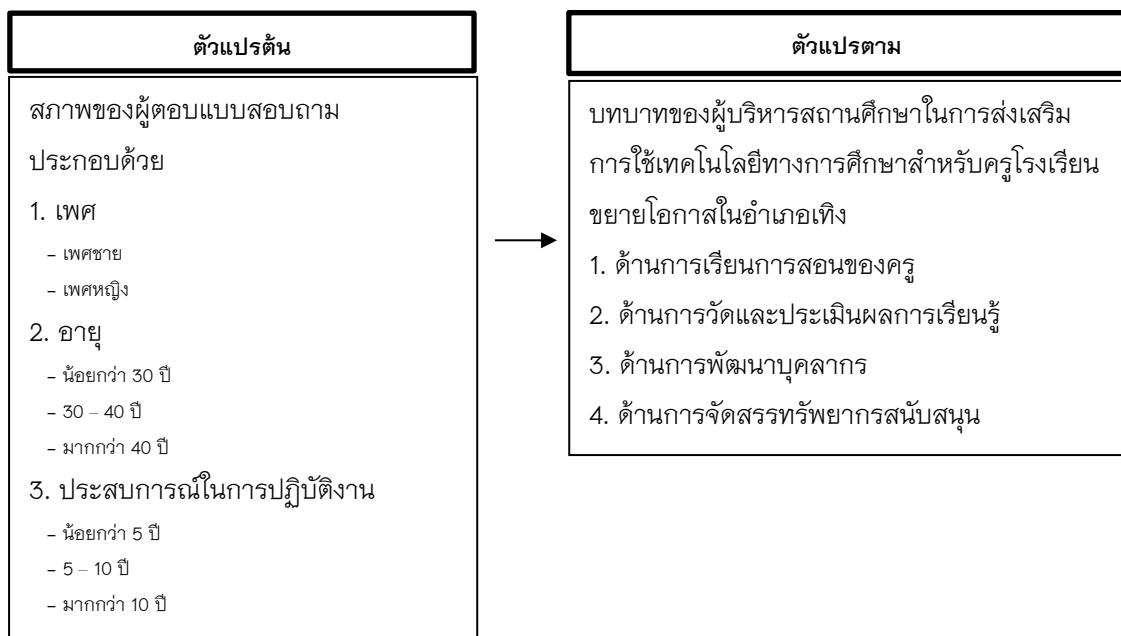 ตัวแปรต้น
สภาพของผู้ตอบแบบสอบถาม
ประกอบด้วย
1. เพศ
– เพศชาย
– เพศหญิง
2. อายุ
– น้อยกว่า 30 ปี
– 30 – 40 ปี
– มากกว่า 40 ปี
3. ประสบการณ์ในการปฏิบัติงาน
– น้อยกว่า 5 ปี
– 5 – 10 ปี
– มากกว่า 10 ปี
ตัวแปรตาม
บทบาทของผู้บริหารสถานศึกษาในการส่งเสริม
การใช้เทคโนโลยีทางการศึกษาสำหรับครูโรงเรียน
ขยายโอกาสในอำเภอเทิง
1. ด้านการเรียนการสอนของครู
2. ด้านการวัดและประเมินผลการเรียนรู้
3. ด้านการพัฒนาบุคลากร
4. ด้านการจัดสรรทรัพยากรสนับสนุน